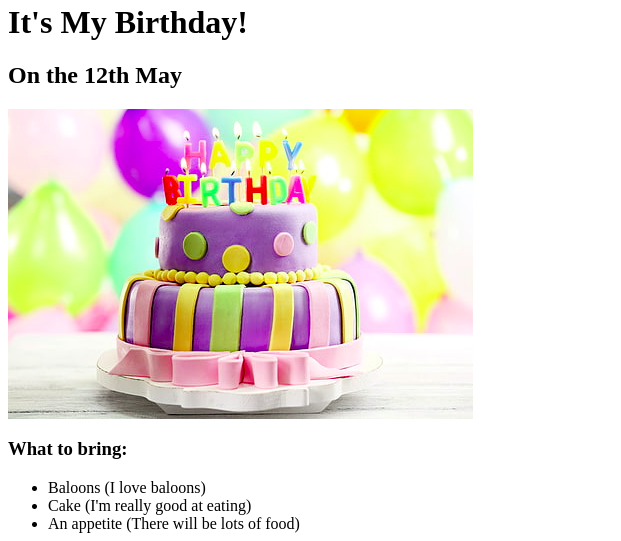 It's My Birthday!
On the 12th May
HAPPY
BIRTHDAY
What to bring:
Baloons (I love baloons)
Cake (I'm really good at eating)
An appetite (There will be lots of food)